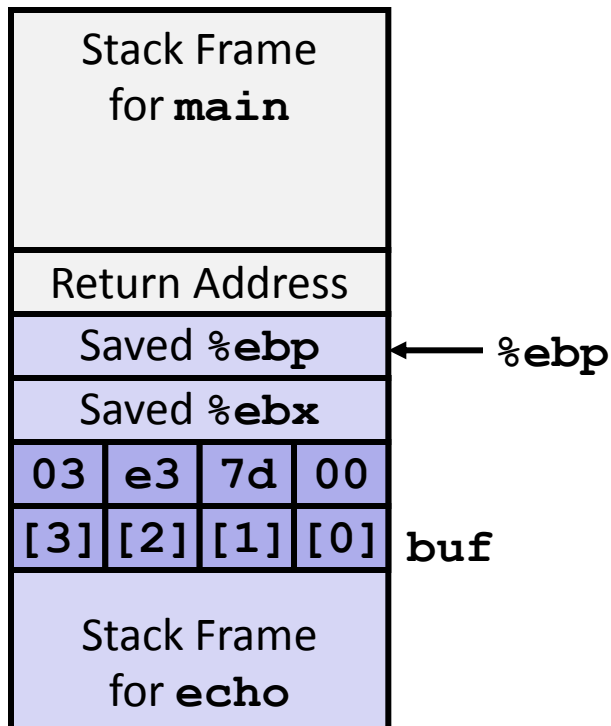 Stack Frame
for main
Return Address
Saved %ebp
%ebp
Saved %ebx
03 e3 7d 00
[3] [2] [1] [0] buf
Stack Frame
for echo